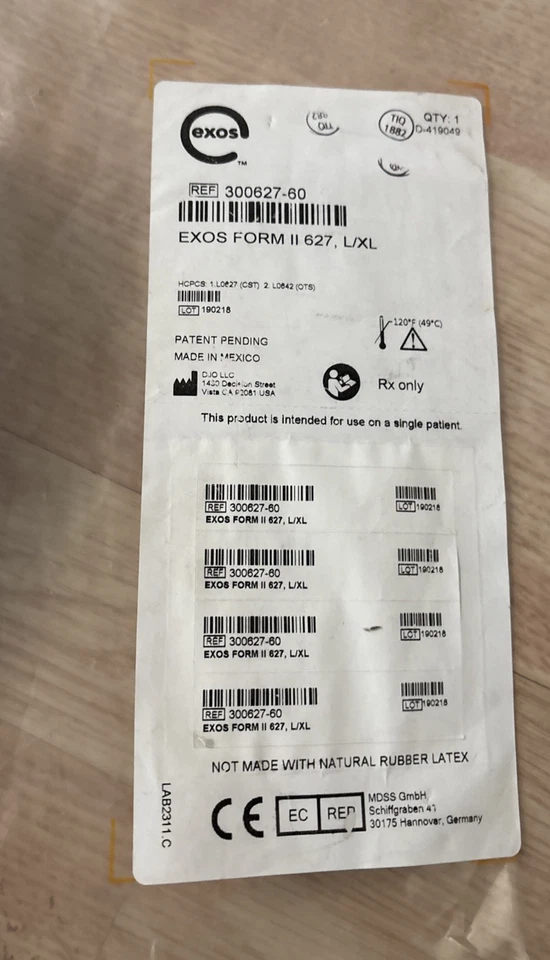 exos
TM
TIQ
1882
QTY: 1
D-419049
REF 300627-60
EXOS FORM II 627, L/XL
HCPCS: 1.L0627 (CST) 2. L0642 (OTS)
LOT 190218
120°F (49°C)
PATENT PENDING
MADE IN MEXICO
DJO LLC
1430 Decision Street
Vista CA 92081 USA
Rx only
This product is intended for use on a single patient.
REF 300627-60
EXOS FORM II 627, L/XL
LOT 190218
REF 300627-60
EXOS FORM II 627, L/XL
LOT 190218
REF 300627-60
EXOS FORM II 627, L/XL
LOT 190218
REF 300627-60
EXOS FORM II 627, L/XL
LOT 190218
NOT MADE WITH NATURAL RUBBER LATEX
LAB2311.C
CE
EC REP
MDSS GmbH
Schiffgraben 41
30175 Hannover, Germany